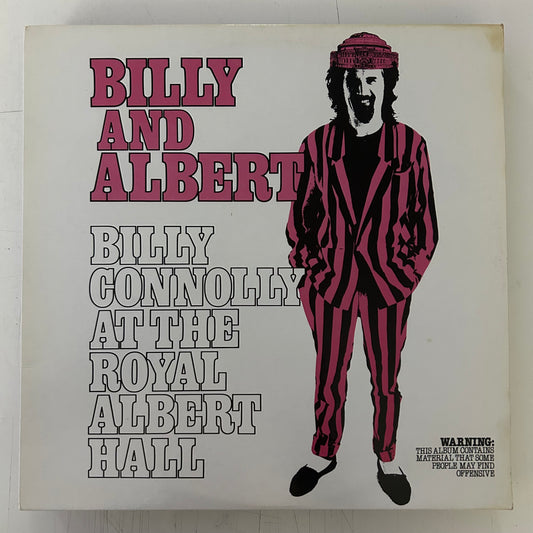 BILLY
AND
ALBERT
BILLY
CONNOLLY
AT THE
ROYAL
ALBERT
HALL
WARNING:
THIS ALBUM CONTAINS
MATERIAL THAT SOME
PEOPLE MAY FIND
OFFENSIVE